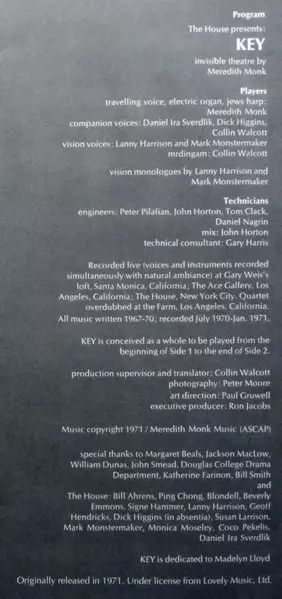 Program
The House presents:
KEY
invisible theatre by
Meredith Monk
Players
travelling voice, electric organ, jews harp:
Meredith Monk
companion voices: Daniel Ira Sverdlik, Dick Higgins,
Collin Walcott
vision voices: Lanny Harrison and Mark Monstermaker
mrdingam: Collin Walcott
vision monologues by Lanny Harrison and
Mark Monstermaker
Technicians
engineers: Peter Pilafian, John Horton, Tom Clack,
Daniel Nagrin
mix: John Horton
technical consultant: Gary Harris
Recorded live (voices and instruments recorded
simultaneously with natural ambiance) at Gary Weis's
loft, Santa Monica, California; The Ace Gallery, Los
Angeles, California; The House, New York City. Quartet
overdubbed at the Farm, Los Angeles, California.
All music written 1967-70; recorded July 1970-Jan. 1971.
KEY is conceived as a whole to be played from the
beginning of Side 1 to the end of Side 2.
production supervisor and translator: Collin Walcott
photography: Peter Moore
art direction: Paul Gruwell
executive producer: Ron Jacobs
Music copyright 1971/Meredith Monk Music (ASCAP)
special thanks to Margaret Beals, Jackson MacLow,
William Dunas, John Smead, Douglas College Drama
Department, Katherine Farinon, Bill Smith
and
The House: Bill Ahrens, Ping Chong, Blondell, Beverly
Emmons, Signe Hammer, Lanny Harrison, Geoff
Hendricks, Dick Higgins (in absentia), Susan Larrison,
Mark Monstermaker, Monica Moseley, Coco Pekelis,
Daniel Ira Sverdlik
KEY is dedicated to Madelyn Lloyd
Originally released in 1971. Under license from Lovely Music, Ltd.